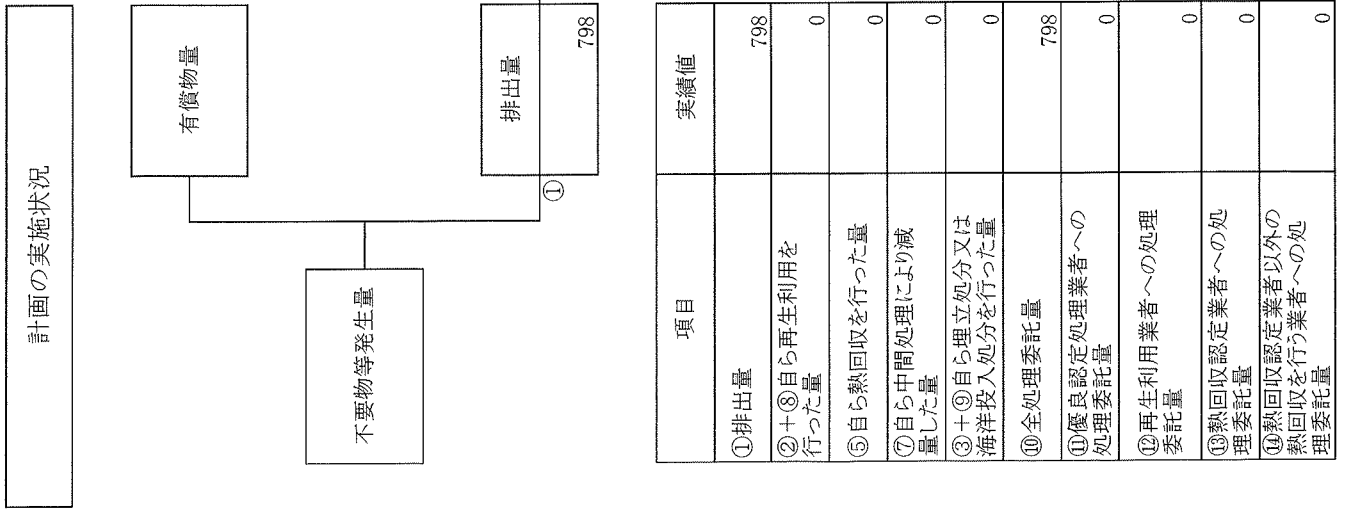 計画の実施状況
有償物量
不要物等発生量
①
排出量
798
項目
実績値
①排出量
798
②+⑧自ら再生利用を
行った量
0
⑤自ら熱回収を行った量
0
⑦自ら中間処理により減
量した量
0
③+⑨自ら埋立処分又は
海洋投入処分を行った量
0
⑩全処理委託量
798
⑪優良認定処理業者への
処理委託量
0
⑫再生利用業者への処理
委託量
0
⑬熱回収認定業者への処
理委託量
0
⑭熱回収認定業者以外の
熱回収を行う業者への処
理委託量
0